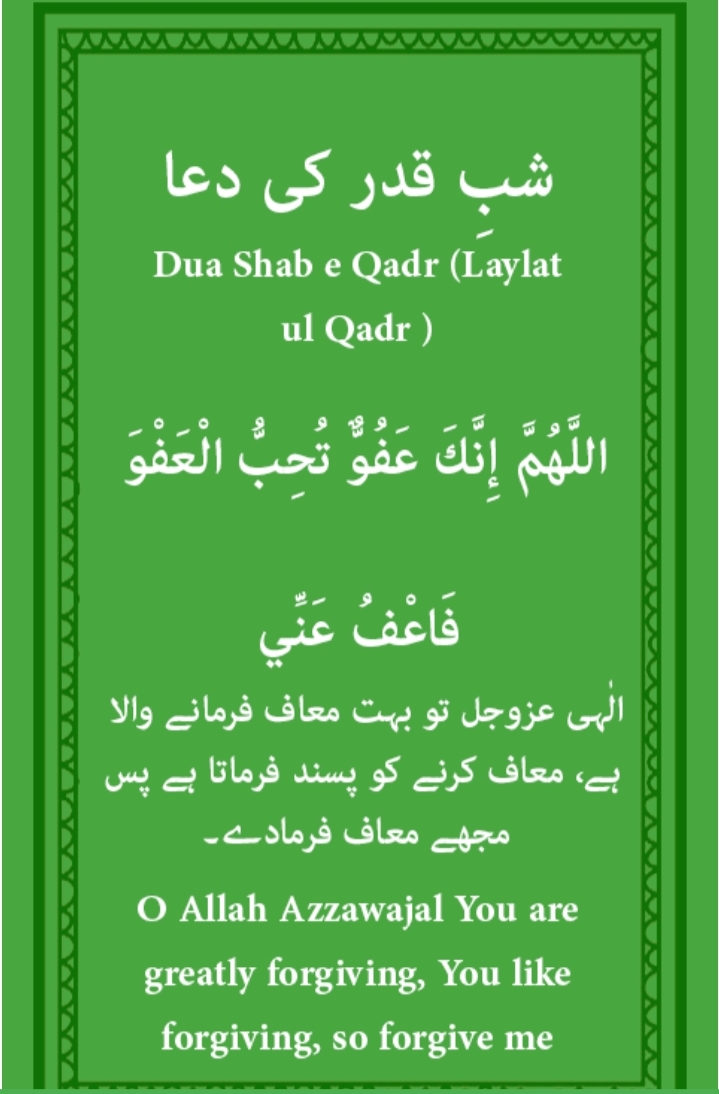 شبِ قدر کی دعا
Dua Shab e Qadr (Laylat
ul Qadr )
اللَّهُمَّ إِنَّكَ عَفُوٌّ تُحِبُّ الْعَفْوَ
فَاعْفُ عَنِّي
الٰہی عزوجل تو بہت معاف فرمانے والا
ہے، معاف کرنے کو پسند فرماتا ہے پس
مجھے معاف فرمادے۔
O Allah Azzawajal You are
greatly forgiving, You like
forgiving, so forgive me